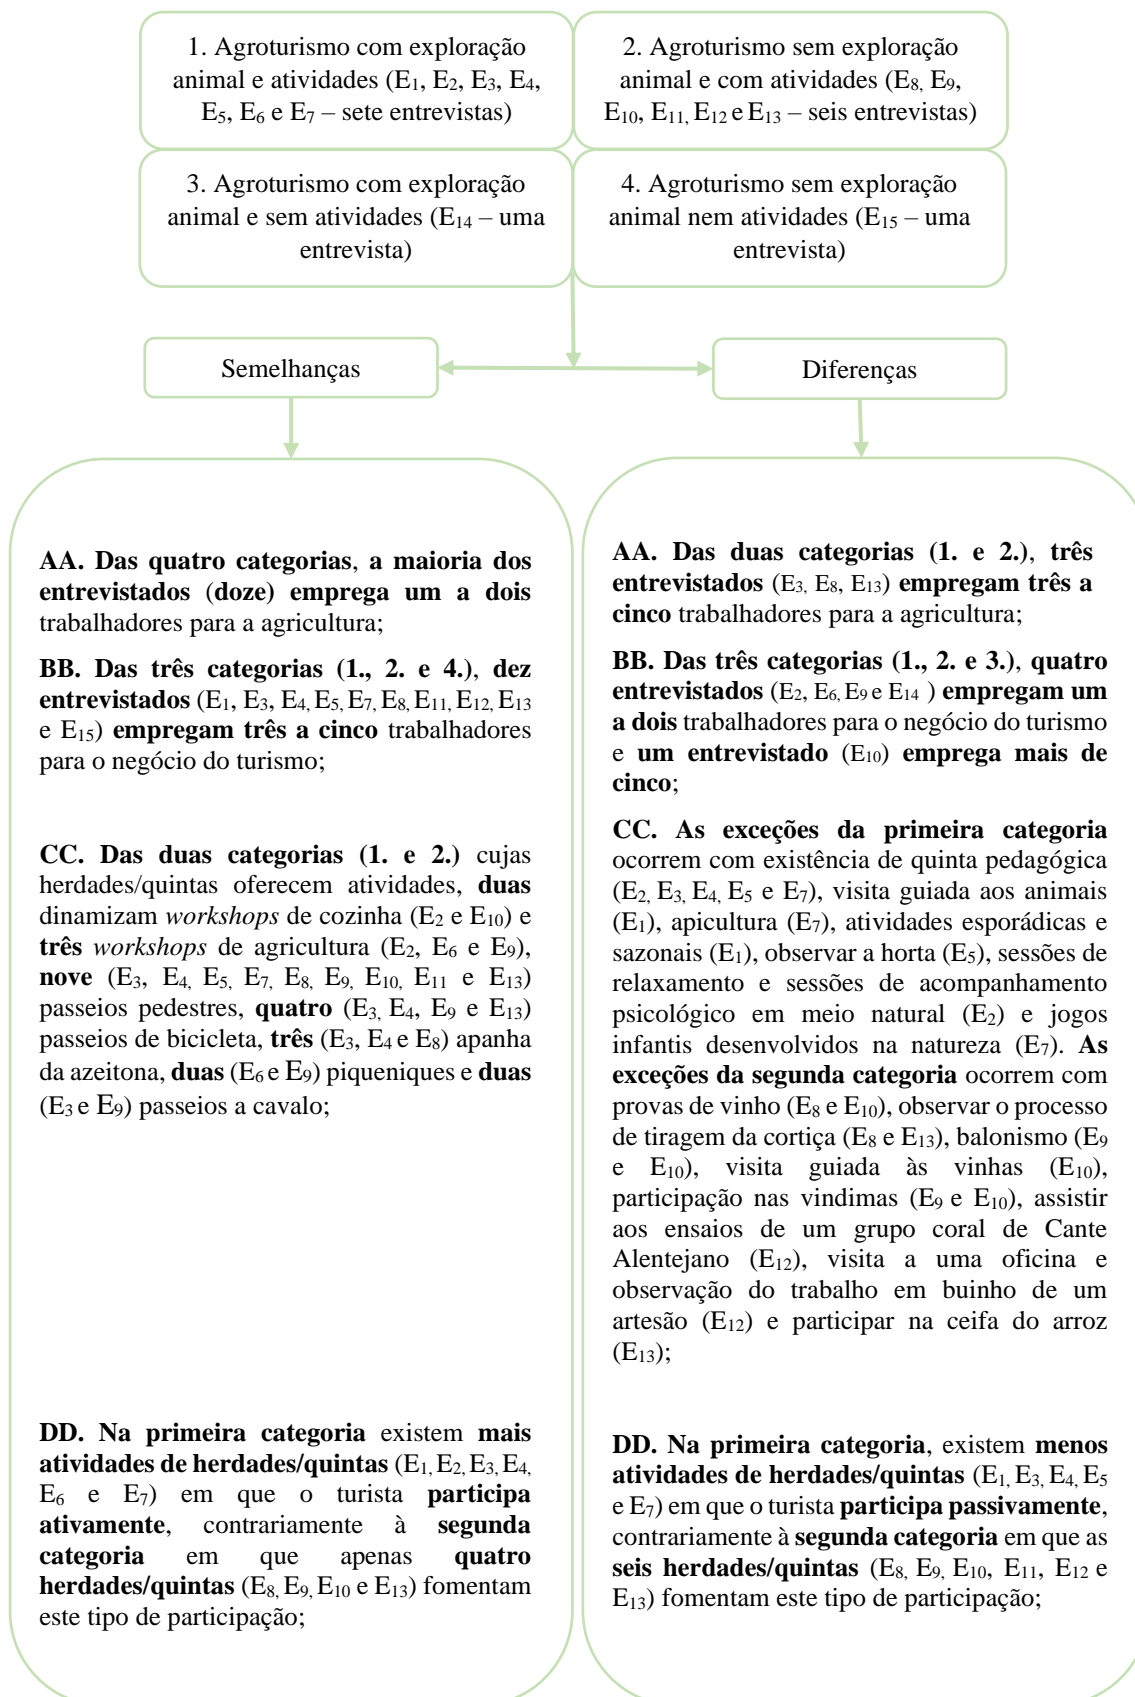 1. Agroturismo com exploração
animal e atividades (E1, E2, E3, E4,
E5, E6 e E7 – sete entrevistas)
2. Agroturismo sem exploração
animal e com atividades (E8, E9,
E10, E11, E12 e E13 – seis entrevistas)
3. Agroturismo com exploração
animal e sem atividades (E14 – uma
entrevista)
4. Agroturismo sem exploração
animal nem atividades (E15 – uma
entrevista)
Semelhanças
Diferenças
AA. Das quatro categorias, a maioria dos
entrevistados (doze) emprega um a dois
trabalhadores para a agricultura;
BB. Das três categorias (1., 2. e 4.), dez
entrevistados (E1, E3, E4, E5, E7, E8, E11, E12, E13
e E15) empregam três a cinco trabalhadores
para o negócio do turismo;
CC. Das duas categorias (1. e 2.) cujas
herdades/quintas oferecem atividades, duas
dinamizam workshops de cozinha (E2 e E10) e
três workshops de agricultura (E2, E6 e E9),
nove (E3, E4, E5, E7, E8, E9, E10, E11 e E13)
passeios pedestres, quatro (E3, E4, E9 e E13)
passeios de bicicleta, três (E3, E4 e E8) apanha
da azeitona, duas (E6 e E9) piqueniques e duas
(E3 e E9) passeios a cavalo;
DD. Na primeira categoria existem mais
atividades de herdades/quintas (E1, E2, E3, E4,
E6 e E7) em que o turista participa
ativamente, contrariamente à segunda
categoria em que apenas quatro
herdades/quintas (E8, E9, E10 e E13) fomentam
este tipo de participação;
AA. Das duas categorias (1. e 2.), três
entrevistados (E3, E8, E13) empregam três a
cinco trabalhadores para a agricultura;
BB. Das três categorias (1., 2. e 3.), quatro
entrevistados (E2, E6, E9 e E14 ) empregam um
a dois trabalhadores para o negócio do turismo
e um entrevistado (E10) emprega mais de
cinco;
CC. As exceções da primeira categoria
ocorrem com existência de quinta pedagógica
(E2, E3, E4, E5 e E7), visita guiada aos animais
(E1), apicultura (E7), atividades esporádicas e
sazonais (E1), observar a horta (E5), sessões de
relaxamento e sessões de acompanhamento
psicológico em meio natural (E2) e jogos
infantis desenvolvidos na natureza (E7). As
exceções da segunda categoria ocorrem com
provas de vinho (E8 e E10), observar o processo
de tiragem da cortiça (E8 e E13), balonismo (E9
e E10), visita guiada às vinhas (E10),
participação nas vindimas (E9 e E10), assistir
aos ensaios de um grupo coral de Cante
Alentejano (E12), visita a uma oficina e
observação do trabalho em buinho de um
artesão (E12) e participar na ceifa do arroz
(E13);
DD. Na primeira categoria, existem menos
atividades de herdades/quintas (E1, E3, E4, E5
e E7) em que o turista participa passivamente,
contrariamente à segunda categoria em que as
seis herdades/quintas (E8, E9, E10, E11, E12 e
E13) fomentam este tipo de participação;